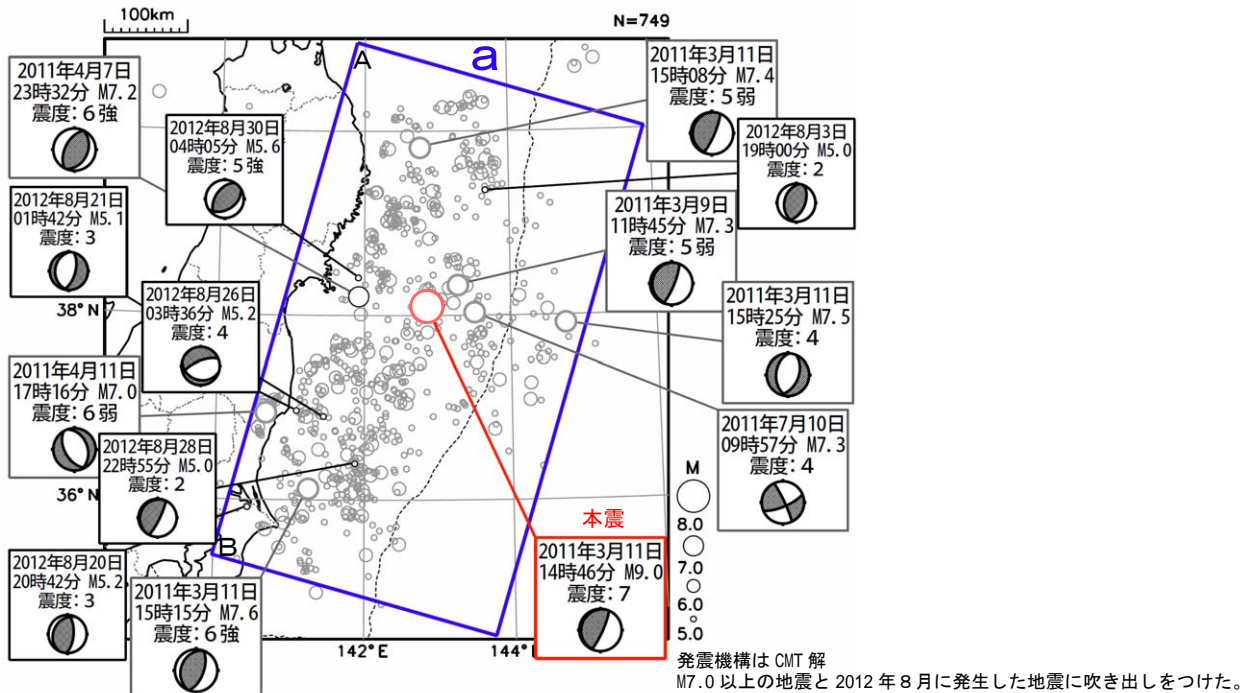 100km
N=749
a
A
2011年4月7日
23時32分 M7.2
震度：6強
2012年8月30日
04時05分 M5.6
震度：5強
2011年3月11日
15時08分 M7.4
震度：5弱
2012年8月3日
19時00分 M5.0
震度：2
2012年8月21日
01時42分 M5.1
震度：3
2011年3月9日
11時45分 M7.3
震度：5弱
2012年8月26日
03時36分 M5.2
震度：4
38°N
2011年3月11日
15時25分 M7.5
震度：4
2011年4月11日
17時16分 M7.0
震度：6弱
2011年7月10日
09時57分 M7.3
震度：4
2012年8月28日
22時55分 M5.0
震度：2
36°N
B
2012年8月20日
20時42分 M5.2
震度：3
2011年3月11日
15時15分 M7.6
震度：6強
本震
2011年3月11日
14時46分 M9.0
震度：7
M
8.0
7.0
6.0
5.0
142°E
144°E
発震機構は CMT 解
M7.0 以上の地震と 2012 年８月に発生した地震に吹き出しをつけた。